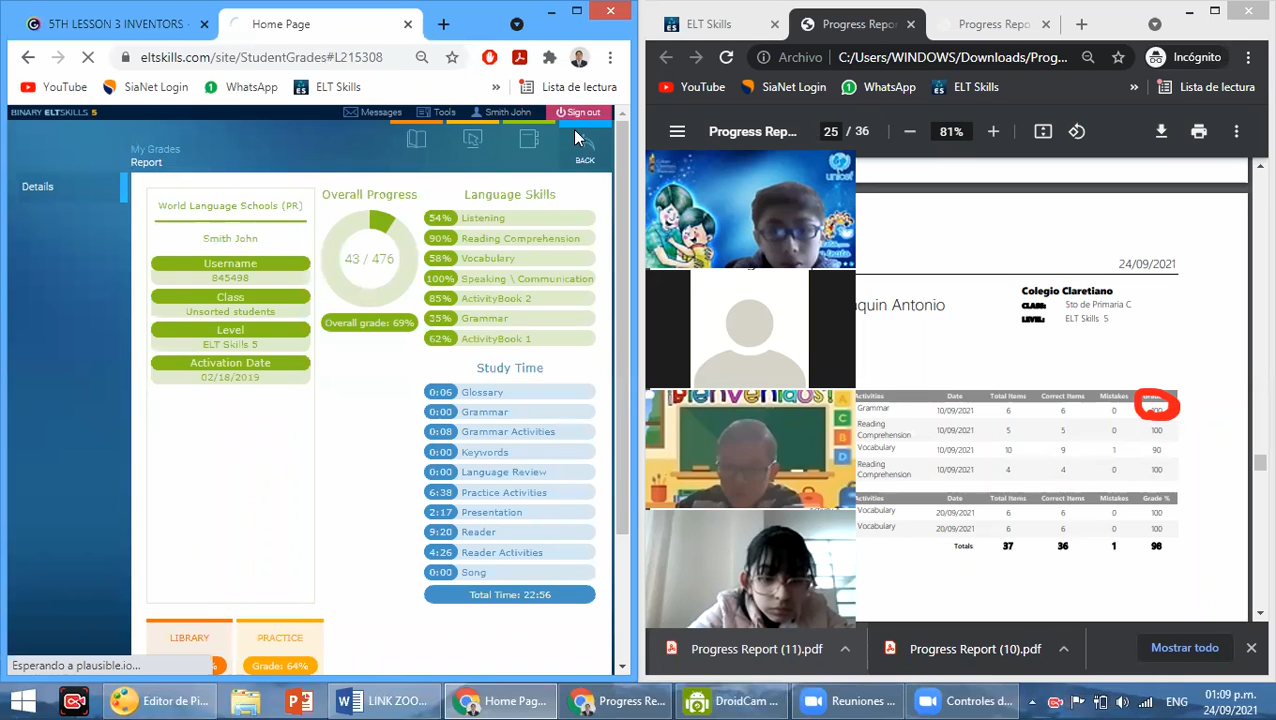 5TH LESSON 3 INVENTORS
Home Page
eltskills.com/site/StudentGrades#L215308
YouTube
SiaNet Login
WhatsApp
ELT Skills
»
Lista de lectura
BINARY ELTSKILLS 5
Messages
Tools
Smith John
Sign out
My Grades
Report
BACK
Details
World Language Schools (PR)
Smith John
Username
845498
Class
Unsorted students
Level
ELT Skills 5
Activation Date
02/18/2019
Overall Progress
43 / 476
Overall grade: 69%
Language Skills
54% Listening
90% Reading Comprehension
58% Vocabulary
100% Speaking \ Communication
85% ActivityBook 2
35% Grammar
62% ActivityBook 1
Study Time
0:06 Glossary
0:00 Grammar
0:08 Grammar Activities
0:00 Keywords
0:00 Language Review
6:38 Practice Activities
2:17 Presentation
9:20 Reader
4:26 Reader Activities
0:00 Song
Total Time: 22:56
LIBRARY
PRACTICE
Grade: 64%
Esperando a plausible.io...
ELT Skills
Progress Repor
Progress Repo
Archivo
C:/Users/WINDOWS/Downloads/Prog...
Incógnito
YouTube
SiaNet Login
WhatsApp
ELT Skills
»
Lista de lectura
Progress Rep...
25 / 36
81%
unicef
24/09/2021
aquin Antonio
Colegio Claretiano
CLASS: 5to de Primaria C
LEVEL: ELT Skills 5
Activities Date Total Items Correct Items Mistakes
Grammar 10/09/2021 6 6 0 100
Reading
Comprehension 10/09/2021 5 5 0 100
Vocabulary 10/09/2021 10 9 1 90
Reading
Comprehension 10/09/2021 4 4 0 100
Activities Date Total Items Correct Items Mistakes Grade %
Vocabulary 20/09/2021 6 6 0 100
Vocabulary 20/09/2021 6 6 0 100
Totals 37 36 1 98
A
B
C
D
Progress Report (11).pdf
Progress Report (10).pdf
Mostrar todo
Editor de Pi...
LINK ZOO...
Home Pag...
Progress Re...
DroidCam ...
Reuniones ...
Controles d...
ENG
01:09 p.m.
24/09/2021